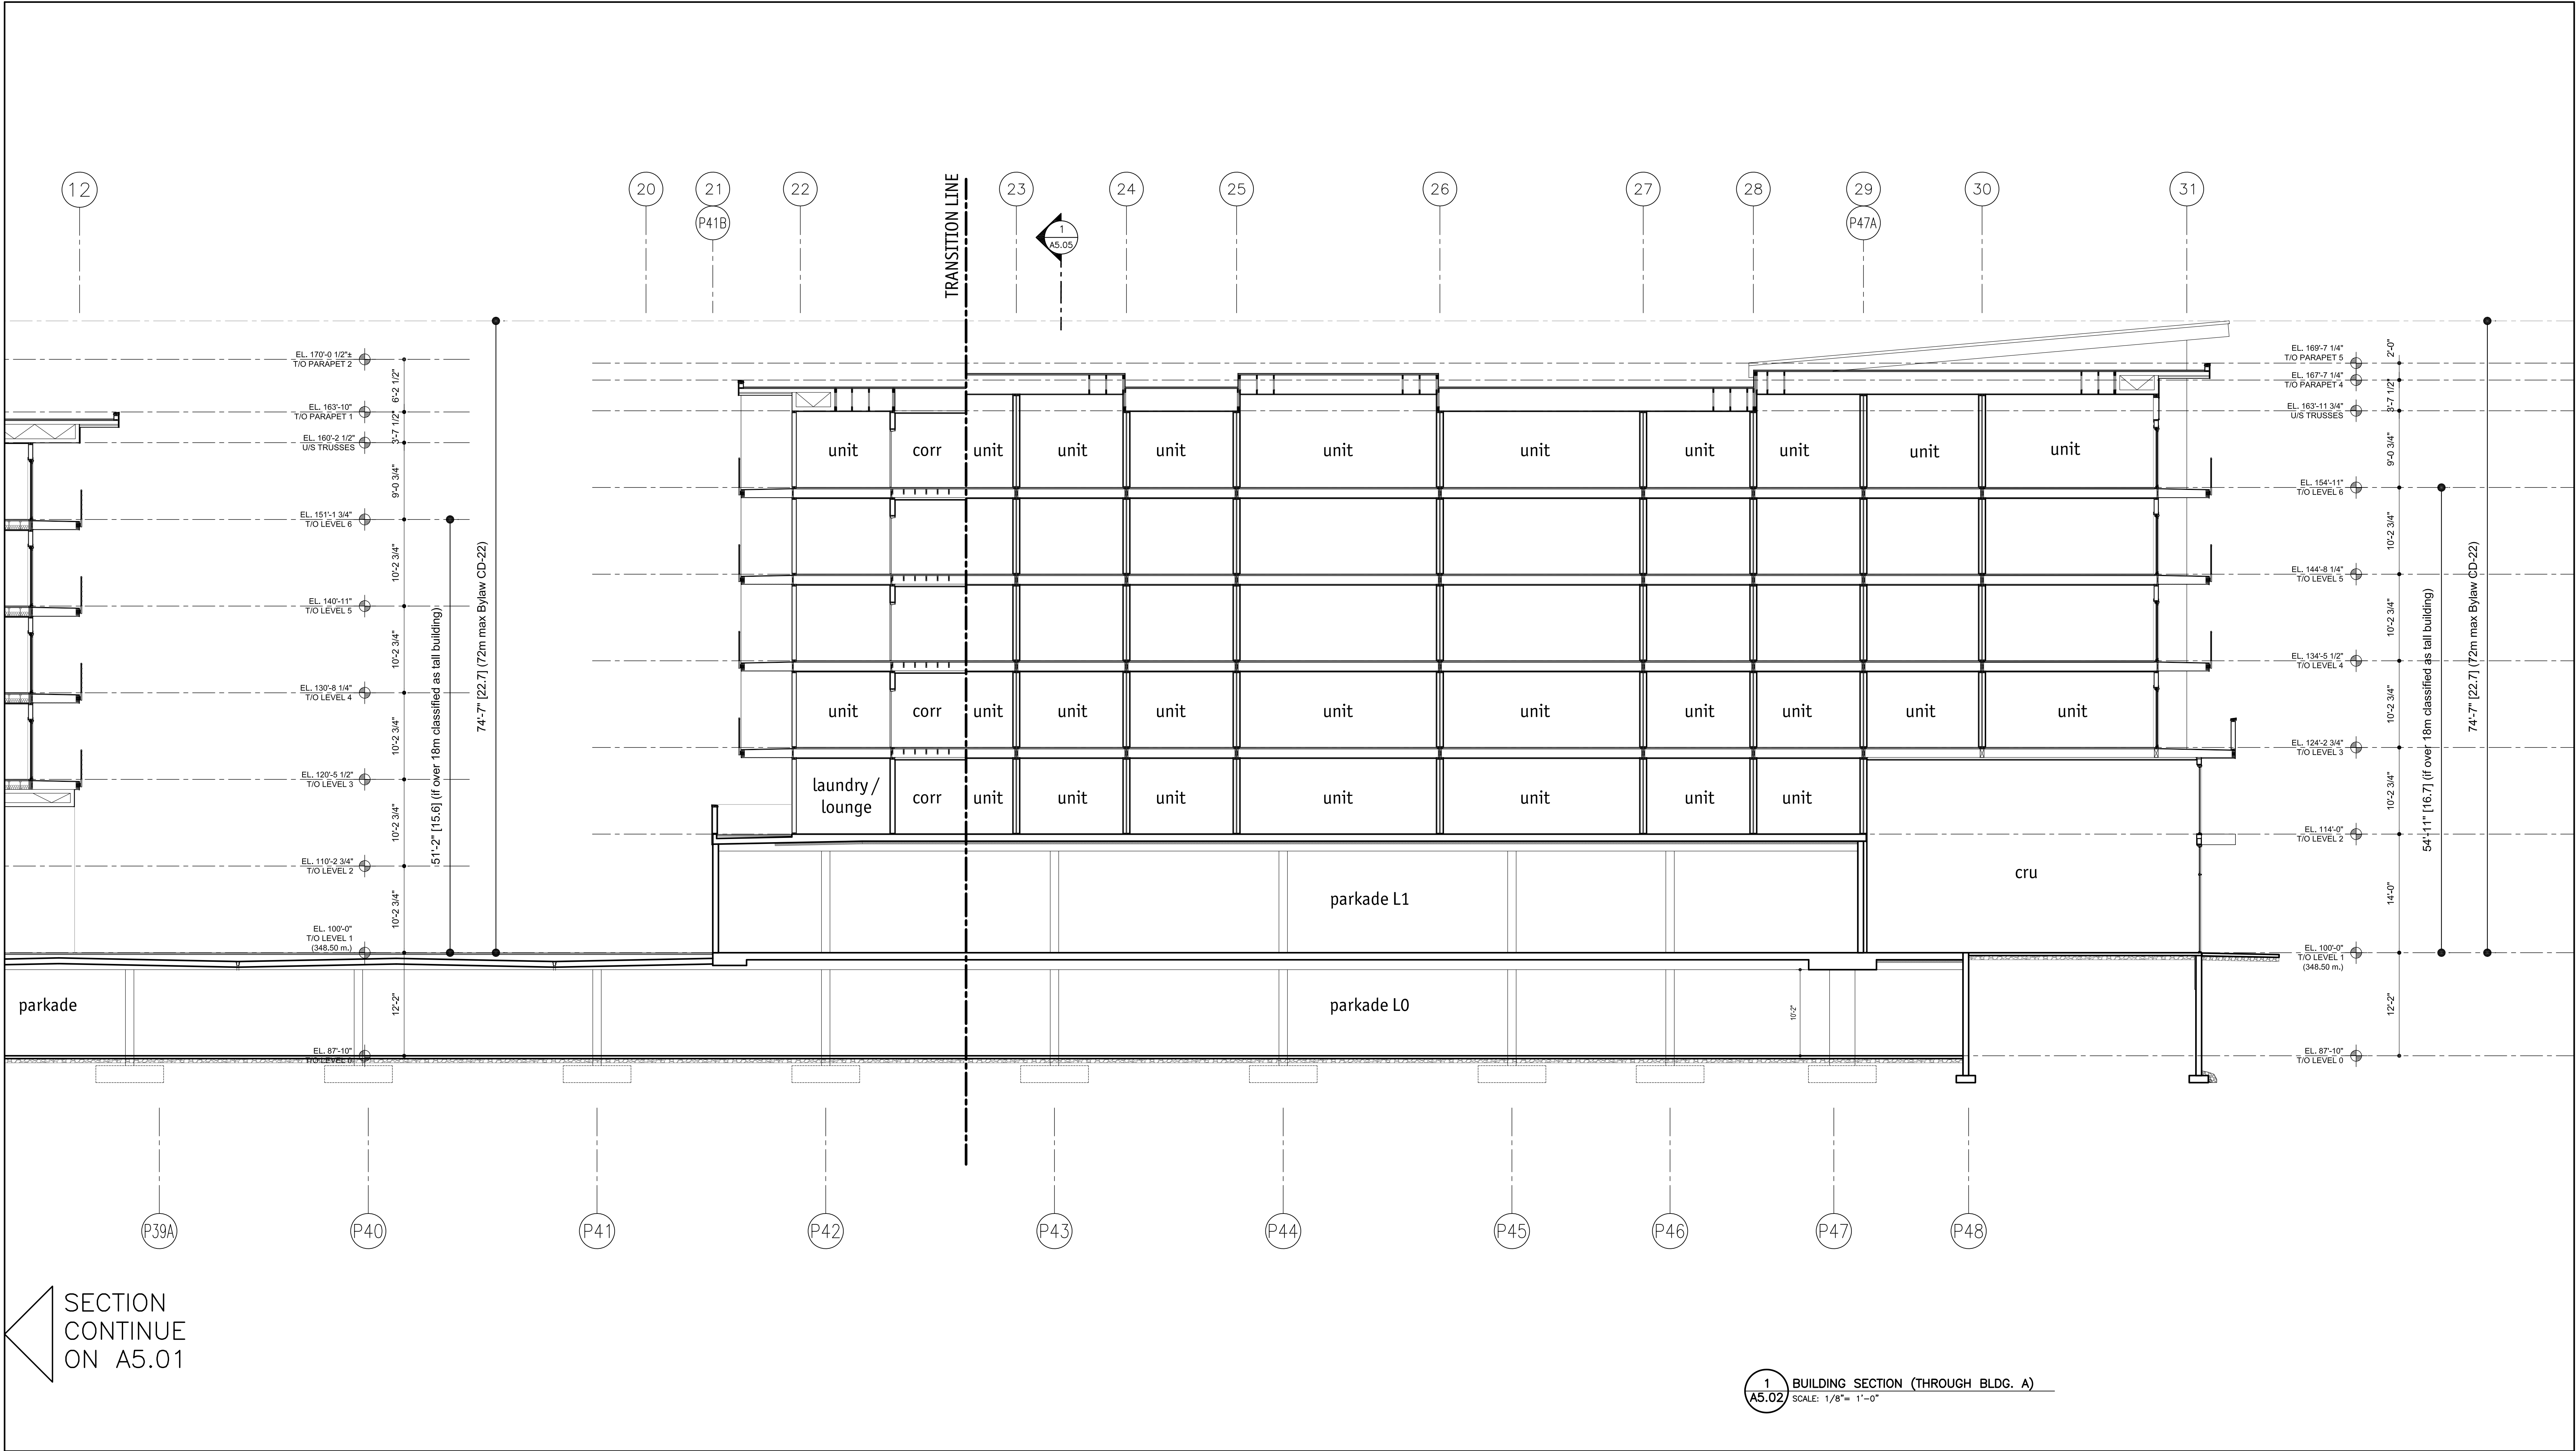 12
20
21
P41B
22
TRANSITION LINE
23
1
A5.05
24
25
26
27
28
29
P47A
30
31
EL. 170'-0 1/2"±
T/O PARAPET 2
6'-2 1/2"
EL. 163'-10"
T/O PARAPET 1
3'-7 1/2"
EL. 160'-2 1/2"
U/S TRUSSES
9'-0 3/4"
EL. 151'-1 3/4"
T/O LEVEL 6
10'-2 3/4"
EL. 140'-11"
T/O LEVEL 5
10'-2 3/4"
EL. 130'-8 1/4"
T/O LEVEL 4
10'-2 3/4"
EL. 120'-5 1/2"
T/O LEVEL 3
10'-2 3/4"
EL. 110'-2 3/4"
T/O LEVEL 2
10'-2 3/4"
EL. 100'-0"
T/O LEVEL 1
(348.50 m.)
12'-2"
EL. 87'-10"
T/O LEVEL 0
51'-2" [15.6] (if over 18m classified as tall building)
74'-7" [22.7] (72m max Bylaw CD-22)
unit corr unit unit unit unit unit unit unit unit unit
unit corr unit unit unit unit unit unit unit unit unit
laundry /
lounge
corr unit unit unit unit unit unit unit
cru
parkade L1
parkade
parkade L0
10'-2"
EL. 169'-7 1/4"
T/O PARAPET 5
2'-0"
EL. 167'-7 1/4"
T/O PARAPET 4
3'-7 1/2"
EL. 163'-11 3/4"
U/S TRUSSES
9'-0 3/4"
EL. 154'-11"
T/O LEVEL 6
10'-2 3/4"
EL. 144'-8 1/4"
T/O LEVEL 5
10'-2 3/4"
EL. 134'-5 1/2"
T/O LEVEL 4
10'-2 3/4"
EL. 124'-2 3/4"
T/O LEVEL 3
10'-2 3/4"
EL. 114'-0"
T/O LEVEL 2
14'-0"
EL. 100'-0"
T/O LEVEL 1
(348.50 m.)
12'-2"
EL. 87'-10"
T/O LEVEL 0
54'-11" [16.7] (if over 18m classified as tall building)
74'-7" [22.7] (72m max Bylaw CD-22)
P39A
P40
P41
P42
P43
P44
P45
P46
P47
P48
SECTION
CONTINUE
ON A5.01
1
A5.02
BUILDING SECTION (THROUGH BLDG. A)
SCALE: 1/8"= 1'-0"